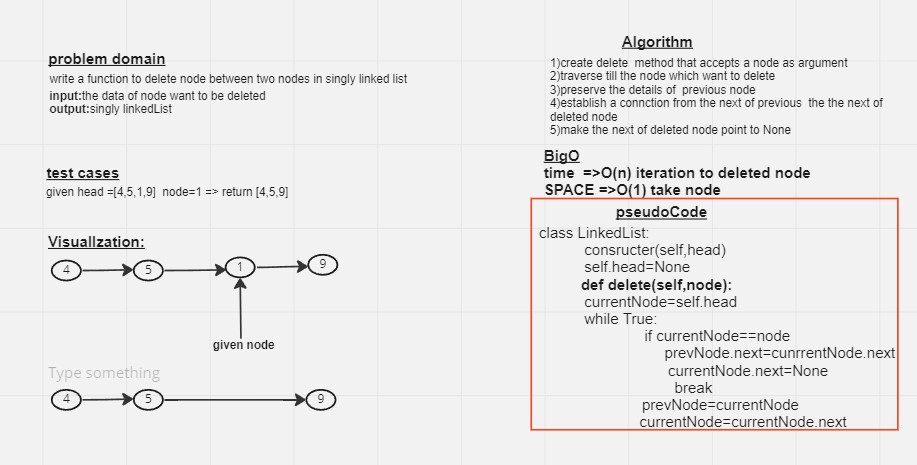 problem domain
write a function to delete node between two nodes in singly linked list
input:the data of node want to be deleted
output:singly linkedList
test cases
given head =[4,5,1,9]  node=1 => return [4,5,9]
VisualIzation:
4
5
1
9
given node
Type something
4
5
9
Algorithm
1)create delete  method that accepts a node as argument
2)traverse till the node which want to delete
3)preserve the details of  previous node
4)establish a connction from the next of previous  the the next of
deleted node
5)make the next of deleted node point to None
BigO
time  =>O(n) iteration to deleted node
SPACE =>O(1) take node
pseudoCode
class LinkedList:
consructer(self,head)
self.head=None
def delete(self,node):
currentNode=self.head
while True:
if currentNode==node
prevNode.next=cunrrentNode.next
currentNode.next=None
break
prevNode=currentNode
currentNode=currentNode.next